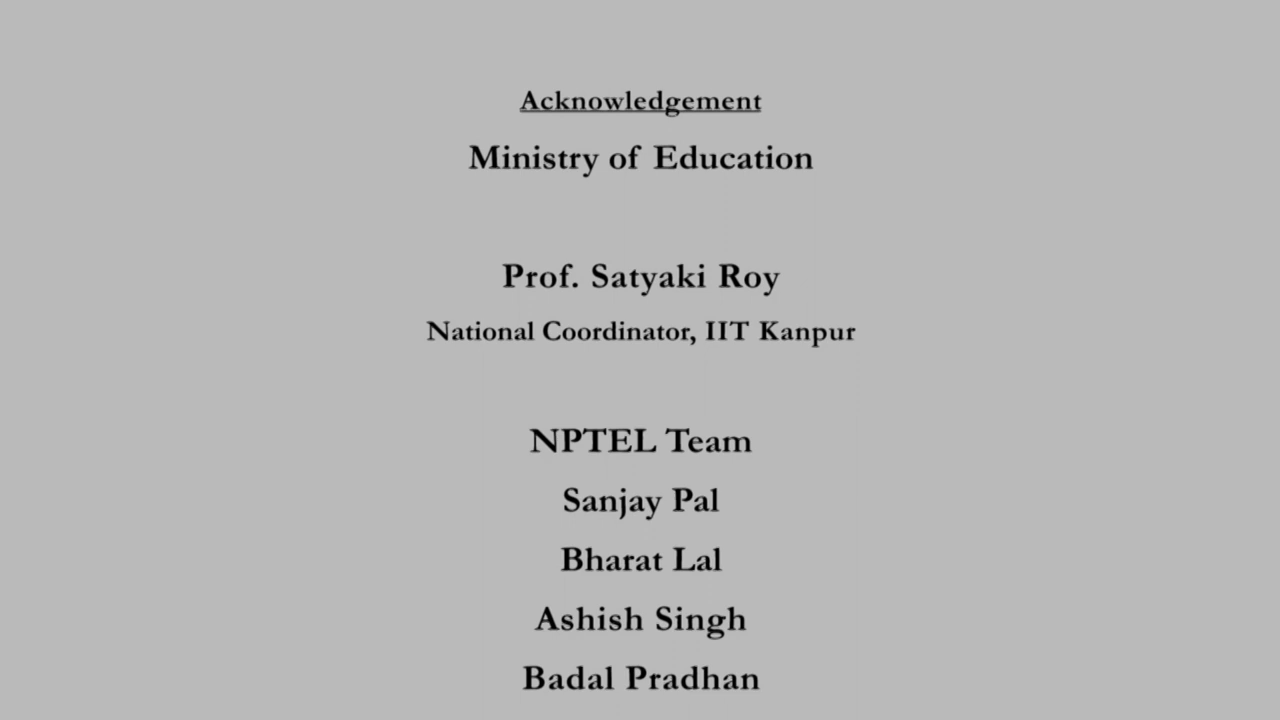 Acknowledgement
Ministry of Education
Prof. Satyaki Roy
National Coordinator, IIT Kanpur
NPTEL Team
Sanjay Pal
Bharat Lal
Ashish Singh
Badal Pradhan